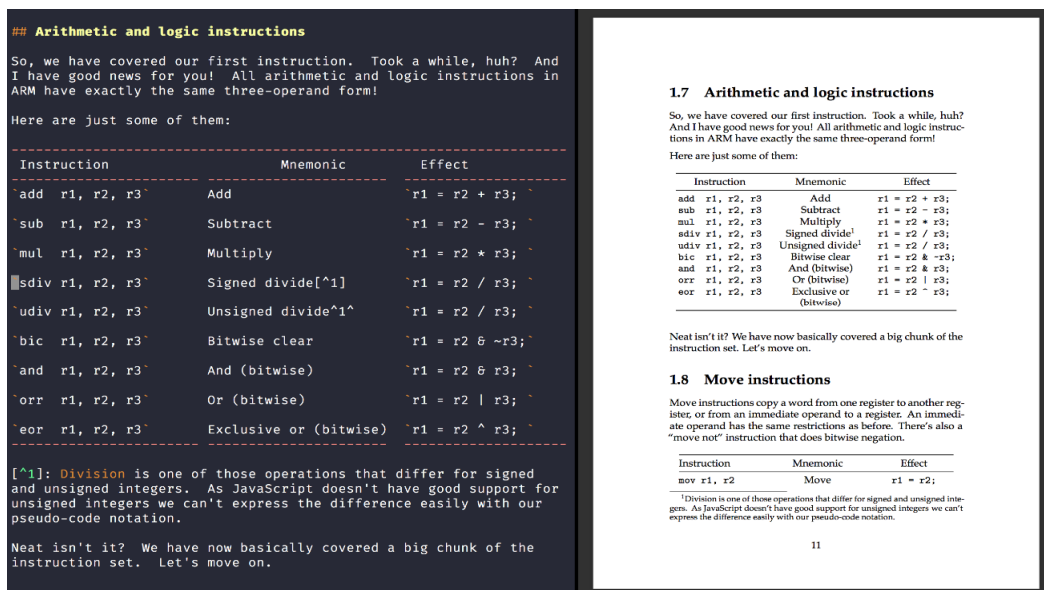 ## Arithmetic and logic instructions
So, we have covered our first instruction.  Took a while, huh?  And
I have good news for you!  All arithmetic and logic instructions in
ARM have exactly the same three-operand form!
Here are just some of them:
--------------------------------------------------------------------------------
Instruction Mnemonic Effect
--------------------------- -------------------------- ------------------------
`add  r1, r2, r3` Add `r1 = r2 + r3; `
`sub  r1, r2, r3` Subtract `r1 = r2 - r3; `
`mul  r1, r2, r3` Multiply `r1 = r2 * r3; `
`sdiv r1, r2, r3` Signed divide[^1] `r1 = r2 / r3; `
`udiv r1, r2, r3` Unsigned divide^1^ `r1 = r2 / r3; `
`bic  r1, r2, r3` Bitwise clear `r1 = r2 & ~r3;`
`and  r1, r2, r3` And (bitwise) `r1 = r2 & r3; `
`orr  r1, r2, r3` Or (bitwise) `r1 = r2 | r3; `
`eor  r1, r2, r3` Exclusive or (bitwise) `r1 = r2 ^ r3; `
--------------------------- -------------------------- ------------------------
[^1]: Division is one of those operations that differ for signed
and unsigned integers.  As JavaScript doesn't have good support for
unsigned integers we can't express the difference easily with our
pseudo-code notation.
Neat isn't it?  We have now basically covered a big chunk of the
instruction set.  Let's move on.
1.7 Arithmetic and logic instructions
So, we have covered our first instruction. Took a while, huh?
And I have good news for you! All arithmetic and logic instruc-
tions in ARM have exactly the same three-operand form!
Here are just some of them:
Instruction Mnemonic Effect
add  r1, r2, r3 Add r1 = r2 + r3;
sub  r1, r2, r3 Subtract r1 = r2 - r3;
mul  r1, r2, r3 Multiply r1 = r2 * r3;
sdiv r1, r2, r3 Signed divide¹ r1 = r2 / r3;
udiv r1, r2, r3 Unsigned divide¹ r1 = r2 / r3;
bic  r1, r2, r3 Bitwise clear r1 = r2 & ~r3;
and  r1, r2, r3 And (bitwise) r1 = r2 & r3;
orr  r1, r2, r3 Or (bitwise) r1 = r2 | r3;
eor  r1, r2, r3 Exclusive or r1 = r2 ^ r3;
(bitwise)
Neat isn't it? We have now basically covered a big chunk of the
instruction set. Let's move on.
1.8 Move instructions
Move instructions copy a word from one register to another reg-
ister, or from an immediate operand to a register. An immedi-
ate operand has the same restrictions as before. There's also a
“move not” instruction that does bitwise negation.
Instruction Mnemonic Effect
mov r1, r2 Move r1 = r2;
¹Division is one of those operations that differ for signed and unsigned inte-
gers. As JavaScript doesn't have good support for unsigned integers we can't
express the difference easily with our pseudo-code notation.
11